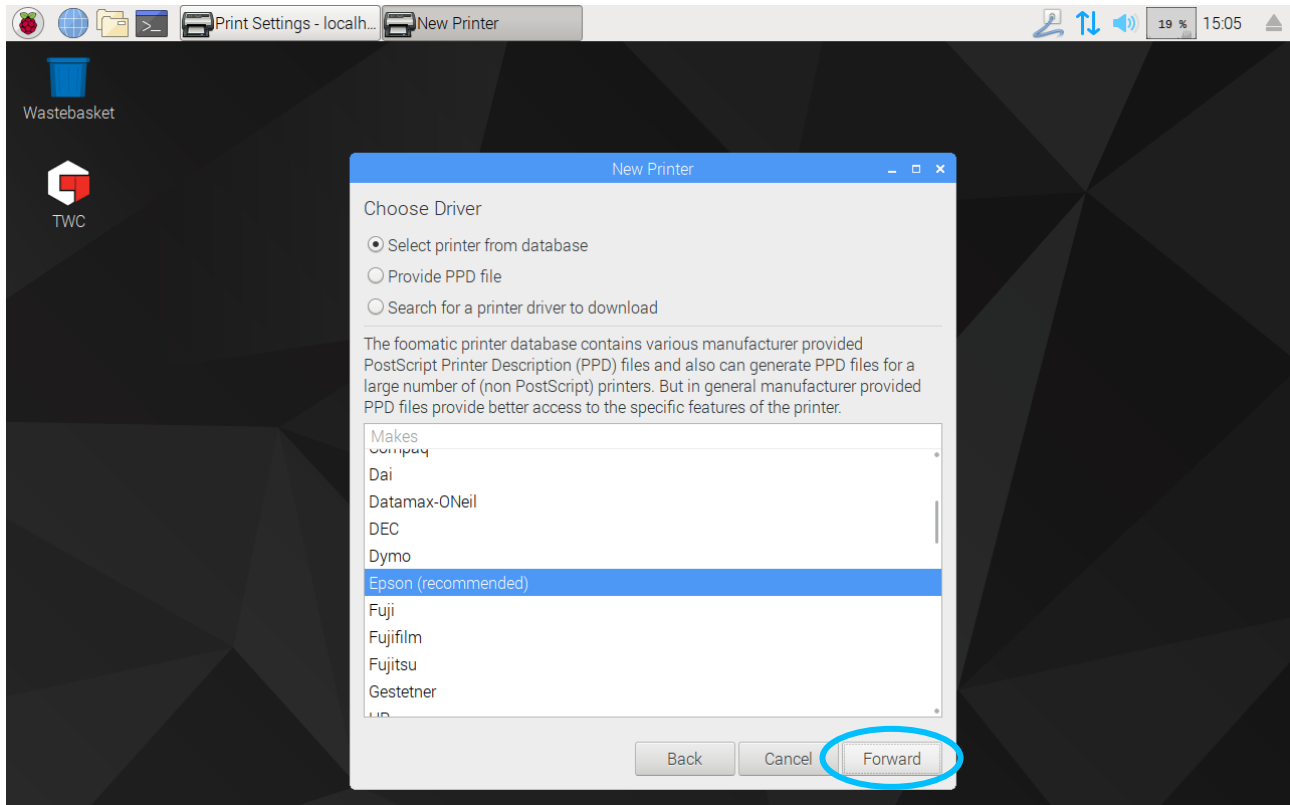 Print Settings - localh... New Printer 19 % 15:05
Wastebasket
TWC
New Printer
Choose Driver
Select printer from database
Provide PPD file
Search for a printer driver to download
The foomatic printer database contains various manufacturer provided
PostScript Printer Description (PPD) files and also can generate PPD files for a
large number of (non PostScript) printers. But in general manufacturer provided
PPD files provide better access to the specific features of the printer.
Makes
Compaq
Dai
Datamax-ONeil
DEC
Dymo
Epson (recommended)
Fuji
Fujifilm
Fujitsu
Gestetner
HP
Back Cancel Forward